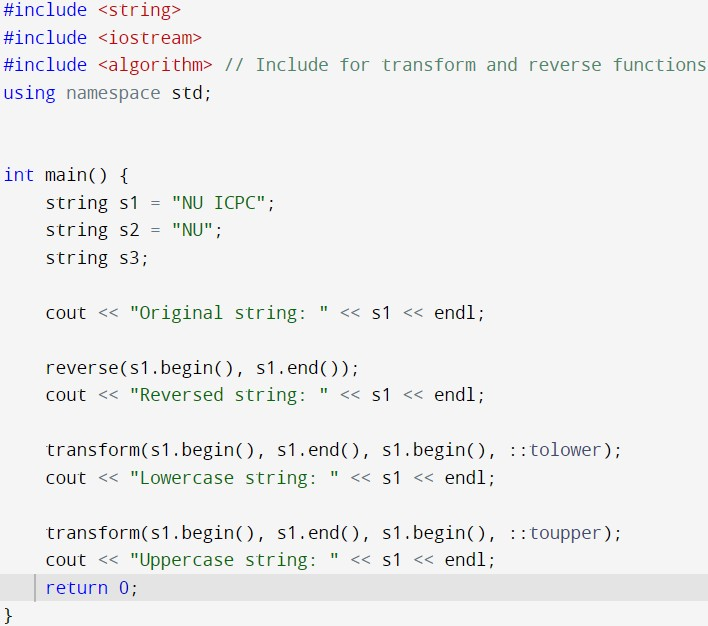 #include <string>
#include <iostream>
#include <algorithm> // Include for transform and reverse functions
using namespace std;


int main() {
    string s1 = "NU ICPC";
    string s2 = "NU";
    string s3;

    cout << "Original string: " << s1 << endl;

    reverse(s1.begin(), s1.end());
    cout << "Reversed string: " << s1 << endl;

    transform(s1.begin(), s1.end(), s1.begin(), ::tolower);
    cout << "Lowercase string: " << s1 << endl;

    transform(s1.begin(), s1.end(), s1.begin(), ::toupper);
    cout << "Uppercase string: " << s1 << endl;
    return 0;
}